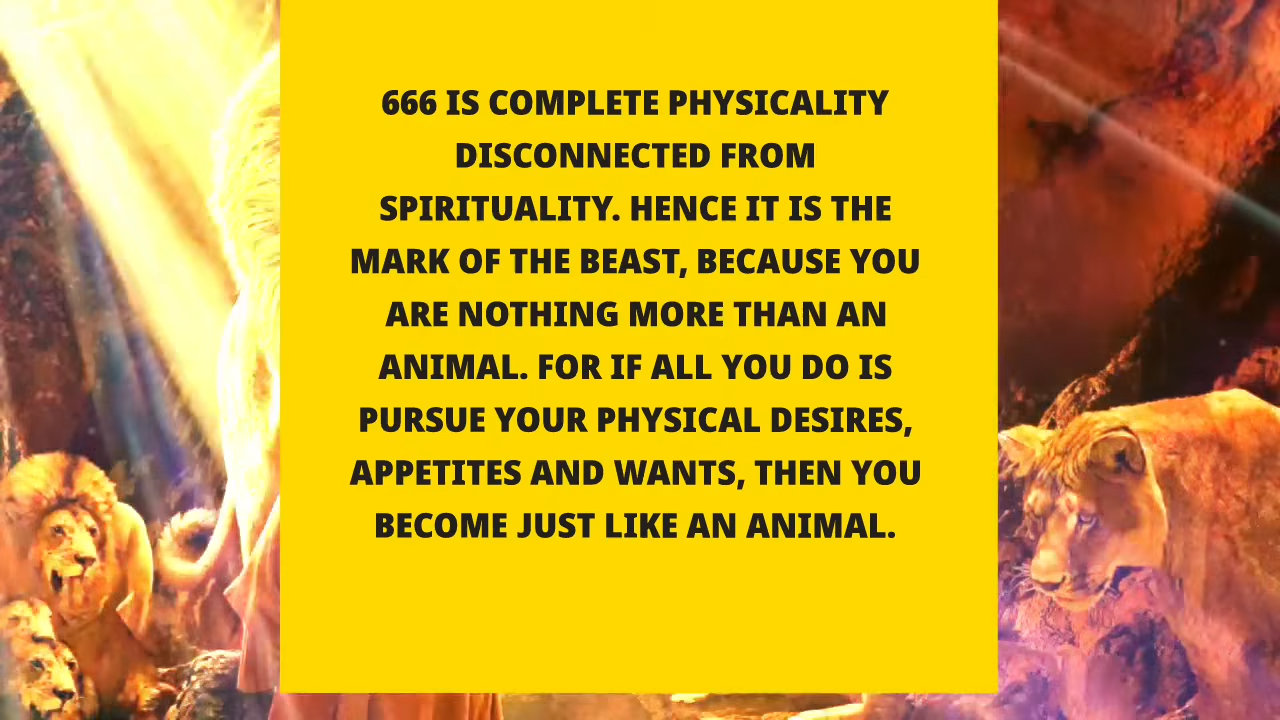 666 IS COMPLETE PHYSICALITY
DISCONNECTED FROM
SPIRITUALITY. HENCE IT IS THE
MARK OF THE BEAST, BECAUSE YOU
ARE NOTHING MORE THAN AN
ANIMAL. FOR IF ALL YOU DO IS
PURSUE YOUR PHYSICAL DESIRES,
APPETITES AND WANTS, THEN YOU
BECOME JUST LIKE AN ANIMAL.